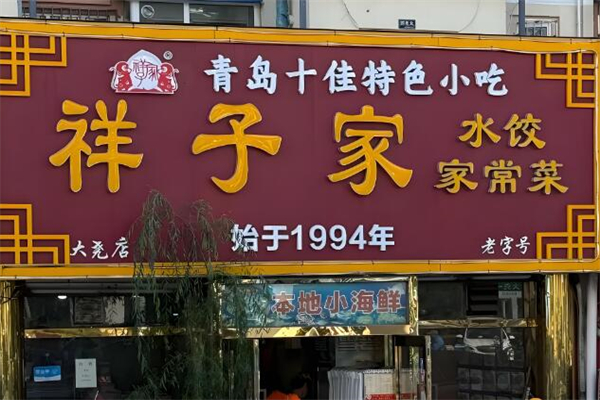 青岛十佳特色小吃
祥子家
水饺
家常菜
大尧店
始于1994年
老字号
本地小海鲜